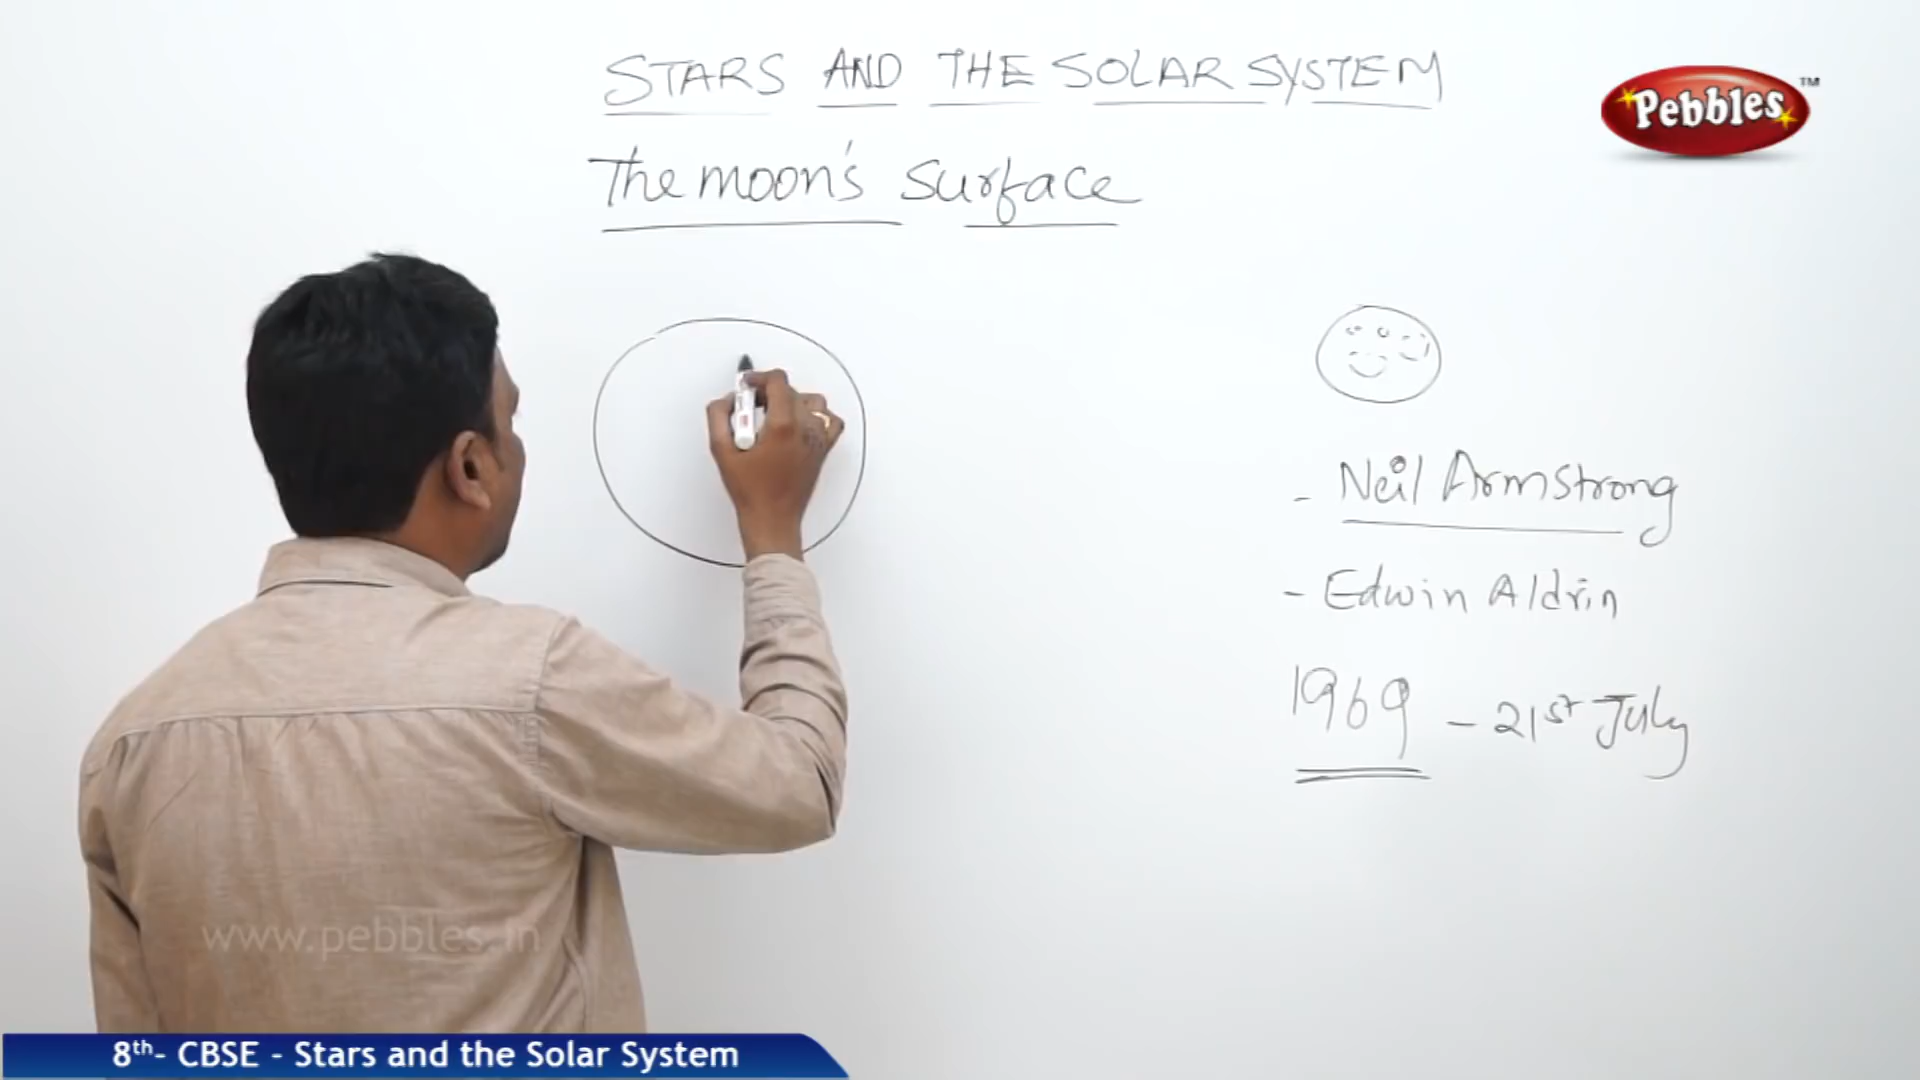 STARS AND THE SOLAR SYSTEM
Pebbles™
The moon's surface
- Neil Armstrong
- Edwin Aldrin
1969 - 21st July
www.pebbles.in
8th- CBSE - Stars and the Solar System